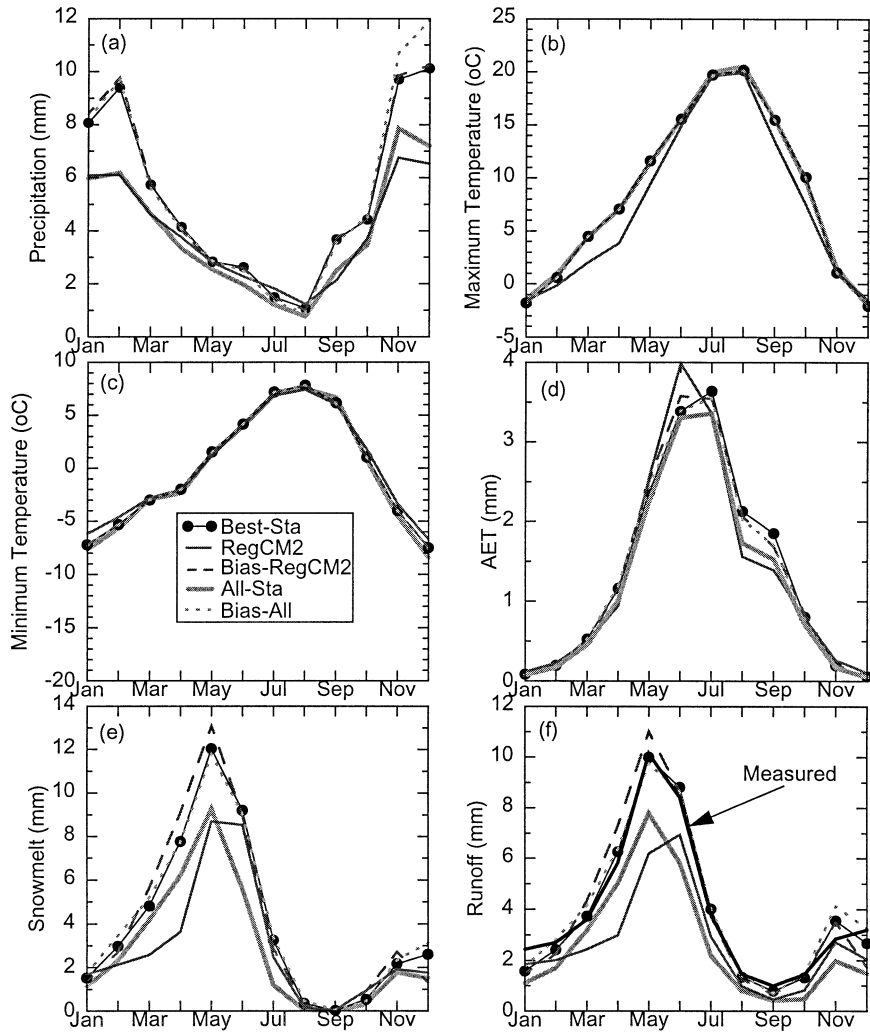 (a)
Precipitation (mm)
12
10
8
6
4
2
0
Jan Mar May Jul Sep Nov
(b)
Maximum Temperature (oC)
25
20
15
10
5
0
-5
Jan Mar May Jul Sep Nov
(c)
Minimum Temperature (oC)
10
5
0
-5
-10
-15
-20
Best-Sta
RegCM2
Bias-RegCM2
All-Sta
Bias-All
Jan Mar May Jul Sep Nov
(d)
AET (mm)
4
3
2
1
0
Jan Mar May Jul Sep Nov
(e)
Snowmelt (mm)
14
12
10
8
6
4
2
0
Jan Mar May Jul Sep Nov
(f)
Runoff (mm)
12
10
8
6
4
2
0
Measured
Jan Mar May Jul Sep Nov